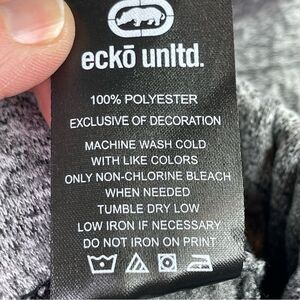 eckō unltd.
100% POLYESTER
EXCLUSIVE OF DECORATION
MACHINE WASH COLD
WITH LIKE COLORS
ONLY NON-CHLORINE BLEACH
WHEN NEEDED
TUMBLE DRY LOW
LOW IRON IF NECESSARY
DO NOT IRON ON PRINT